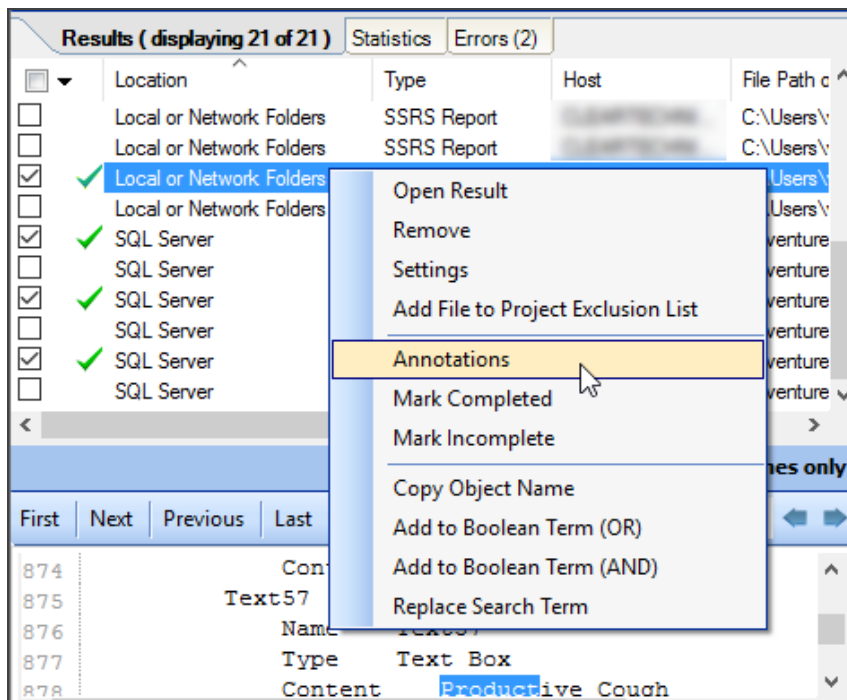 Results ( displaying 21 of 21 ) Statistics Errors (2)
Location Type Host File Path o
Local or Network Folders SSRS Report C:\Users\
Local or Network Folders SSRS Report C:\Users\
Local or Network Folders Users\
Local or Network Folders Users\
SQL Server venture
SQL Server venture
SQL Server venture
SQL Server venture
SQL Server venture
SQL Server venture
Open Result
Remove
Settings
Add File to Project Exclusion List
Annotations
Mark Completed
Mark Incomplete
Copy Object Name
Add to Boolean Term (OR)
Add to Boolean Term (AND)
Replace Search Term
nes only
First Next Previous Last
874 Con
875 Text57
876 Name Text57
877 Type Text Box
878 Content Productive Cough